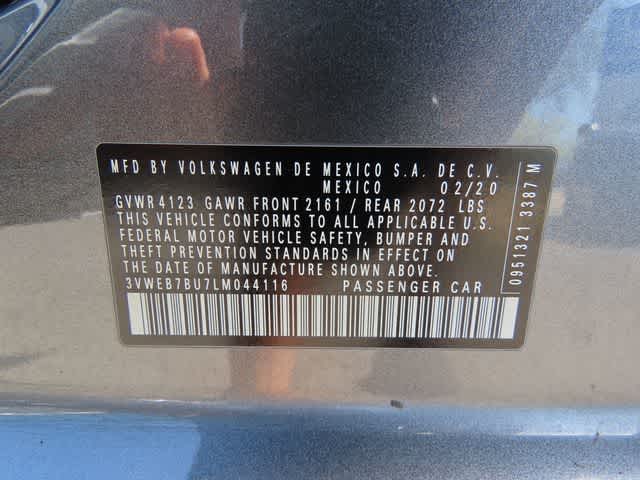 MFD BY VOLKSWAGEN DE MEXICO S.A. DE C.V.
MEXICO 02/20
GVWR 4123 GAWR FRONT 2161 / REAR 2072 LBS
THIS VEHICLE CONFORMS TO ALL APPLICABLE U.S.
FEDERAL MOTOR VEHICLE SAFETY, BUMPER AND
THEFT PREVENTION STANDARDS IN EFFECT ON
THE DATE OF MANUFACTURE SHOWN ABOVE.
3VWEB7BU7LM044116 PASSENGER CAR
0951321 3387 M